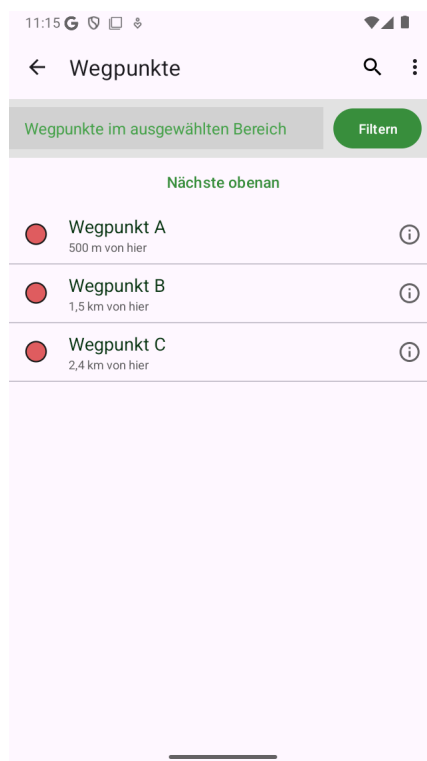 11:15
Wegpunkte
Wegpunkte im ausgewählten Bereich
Filtern
Nächste obenan
Wegpunkt A
500 m von hier
Wegpunkt B
1,5 km von hier
Wegpunkt C
2,4 km von hier